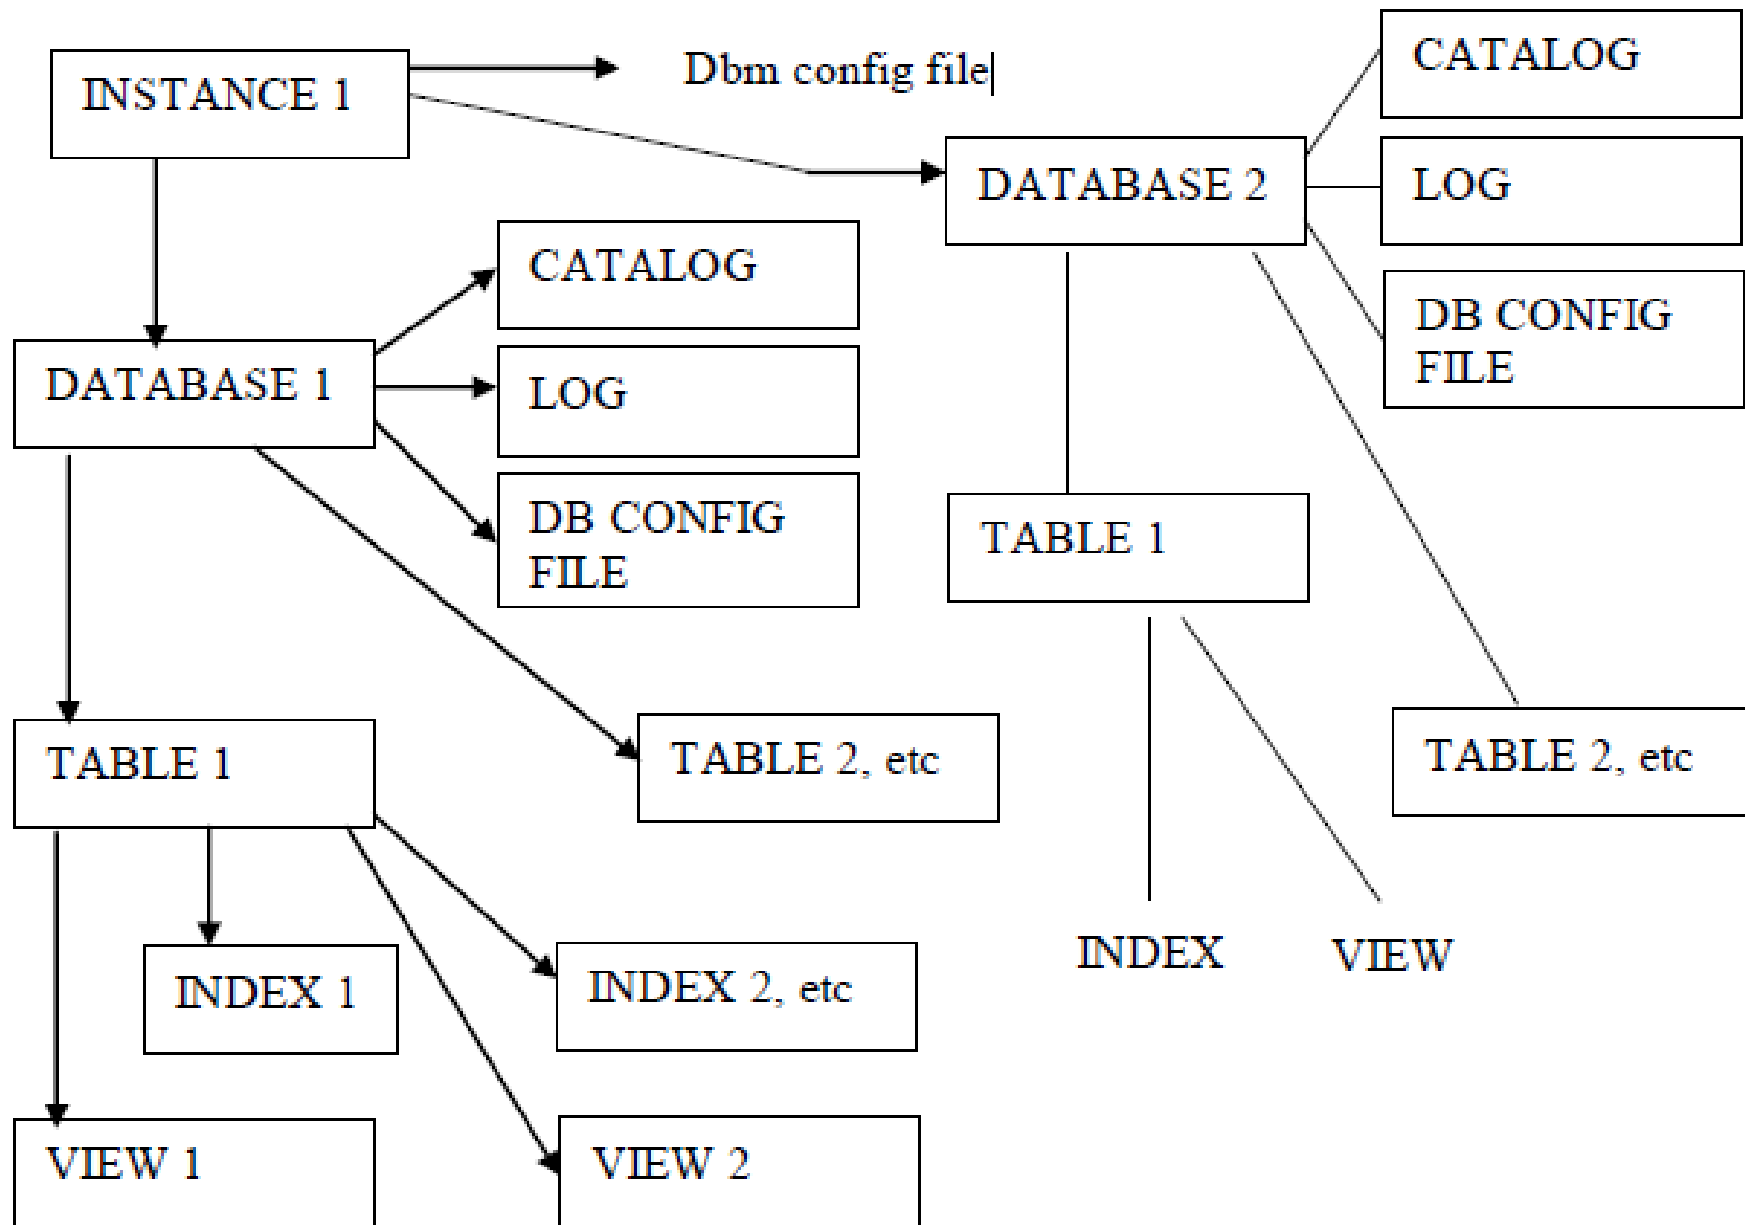 INSTANCE 1
Dbm config file
CATALOG
DATABASE 2
LOG
DB CONFIG
FILE
CATALOG
DATABASE 1
LOG
DB CONFIG
FILE
TABLE 1
TABLE 1
TABLE 2, etc
TABLE 2, etc
INDEX 1
INDEX 2, etc
INDEX
VIEW
VIEW 1
VIEW 2